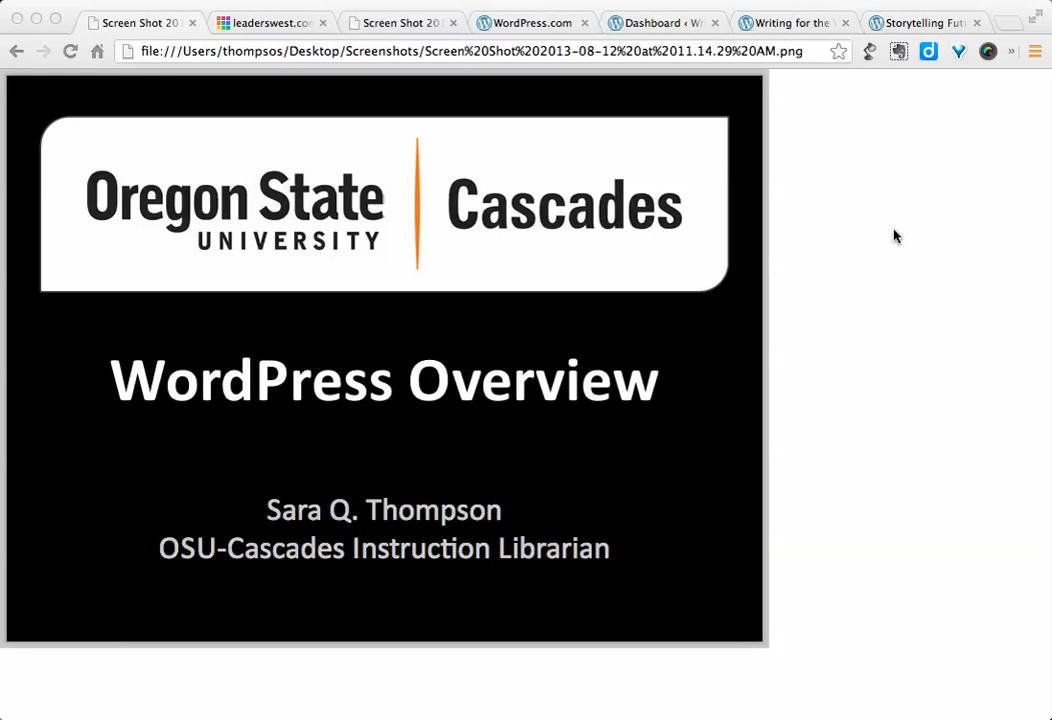 Screen Shot 20
leaderswest.co
Screen Shot 20
WordPress.com
Dashboard ‹ W
Writing for the
Storytelling Fu
file:///Users/thompsos/Desktop/Screenshots/Screen%20Shot%202013-08-12%20at%2011.14.29%20AM.png
Oregon State
UNIVERSITY
Cascades
WordPress Overview
Sara Q. Thompson
OSU-Cascades Instruction Librarian